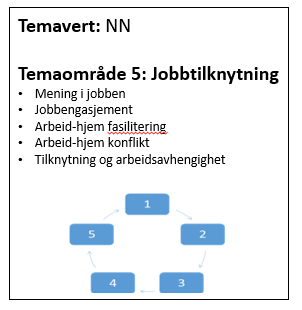 Temavert: NN
Temaområde 5: Jobbtilknytning
• Mening i jobben
• Jobbengasjement
• Arbeid-hjem fasilitering
• Arbeid-hjem konflikt
• Tilknytning og arbeidsavhengighet
1
2
3
4
5